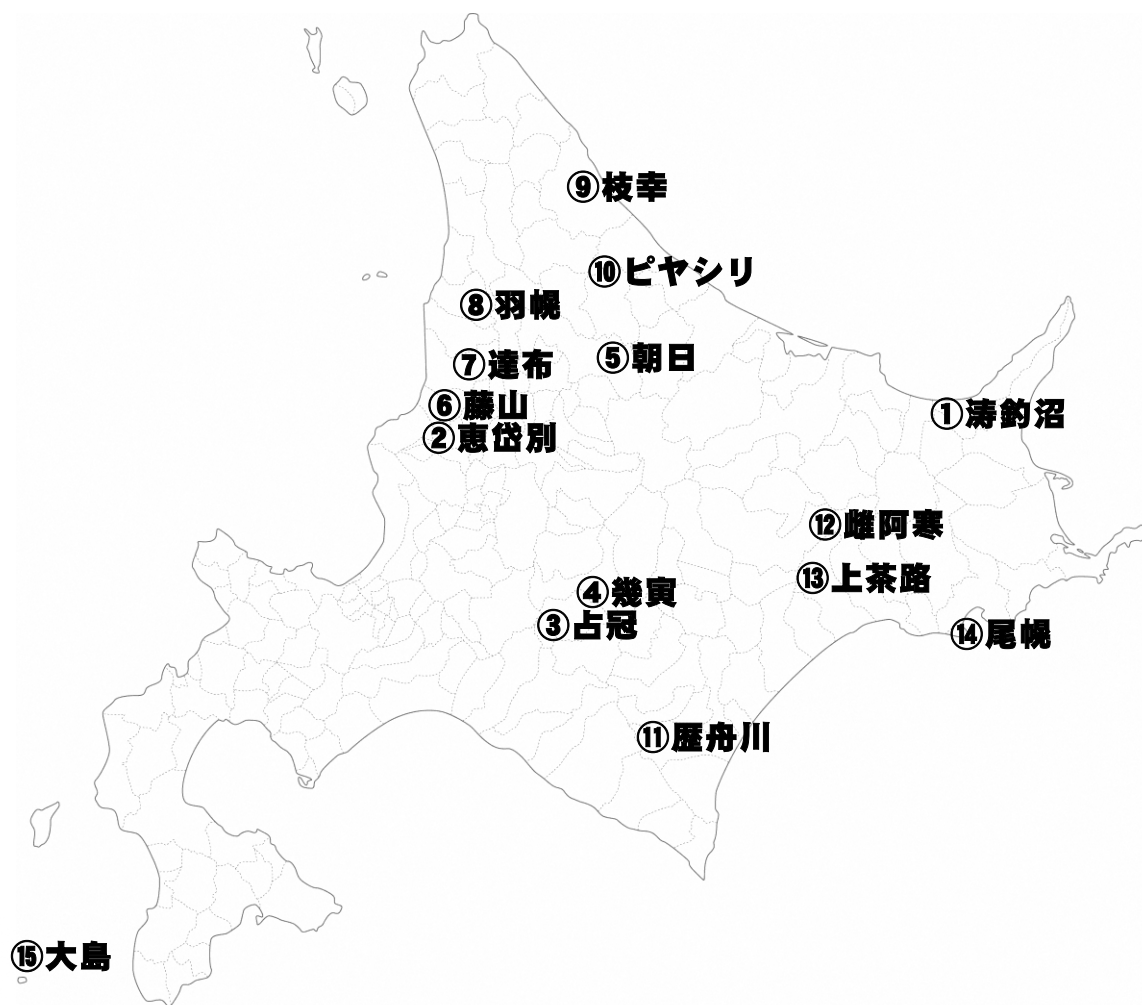 ⑨枝幸
⑩ピヤシリ
⑧羽幌
⑤朝日
⑦達布
⑥藤山
①涛釣沼
②恵岱別
⑫雌阿寒
⑬上茶路
④幾寅
③占冠
⑭尾幌
⑪歴舟川
⑮大島